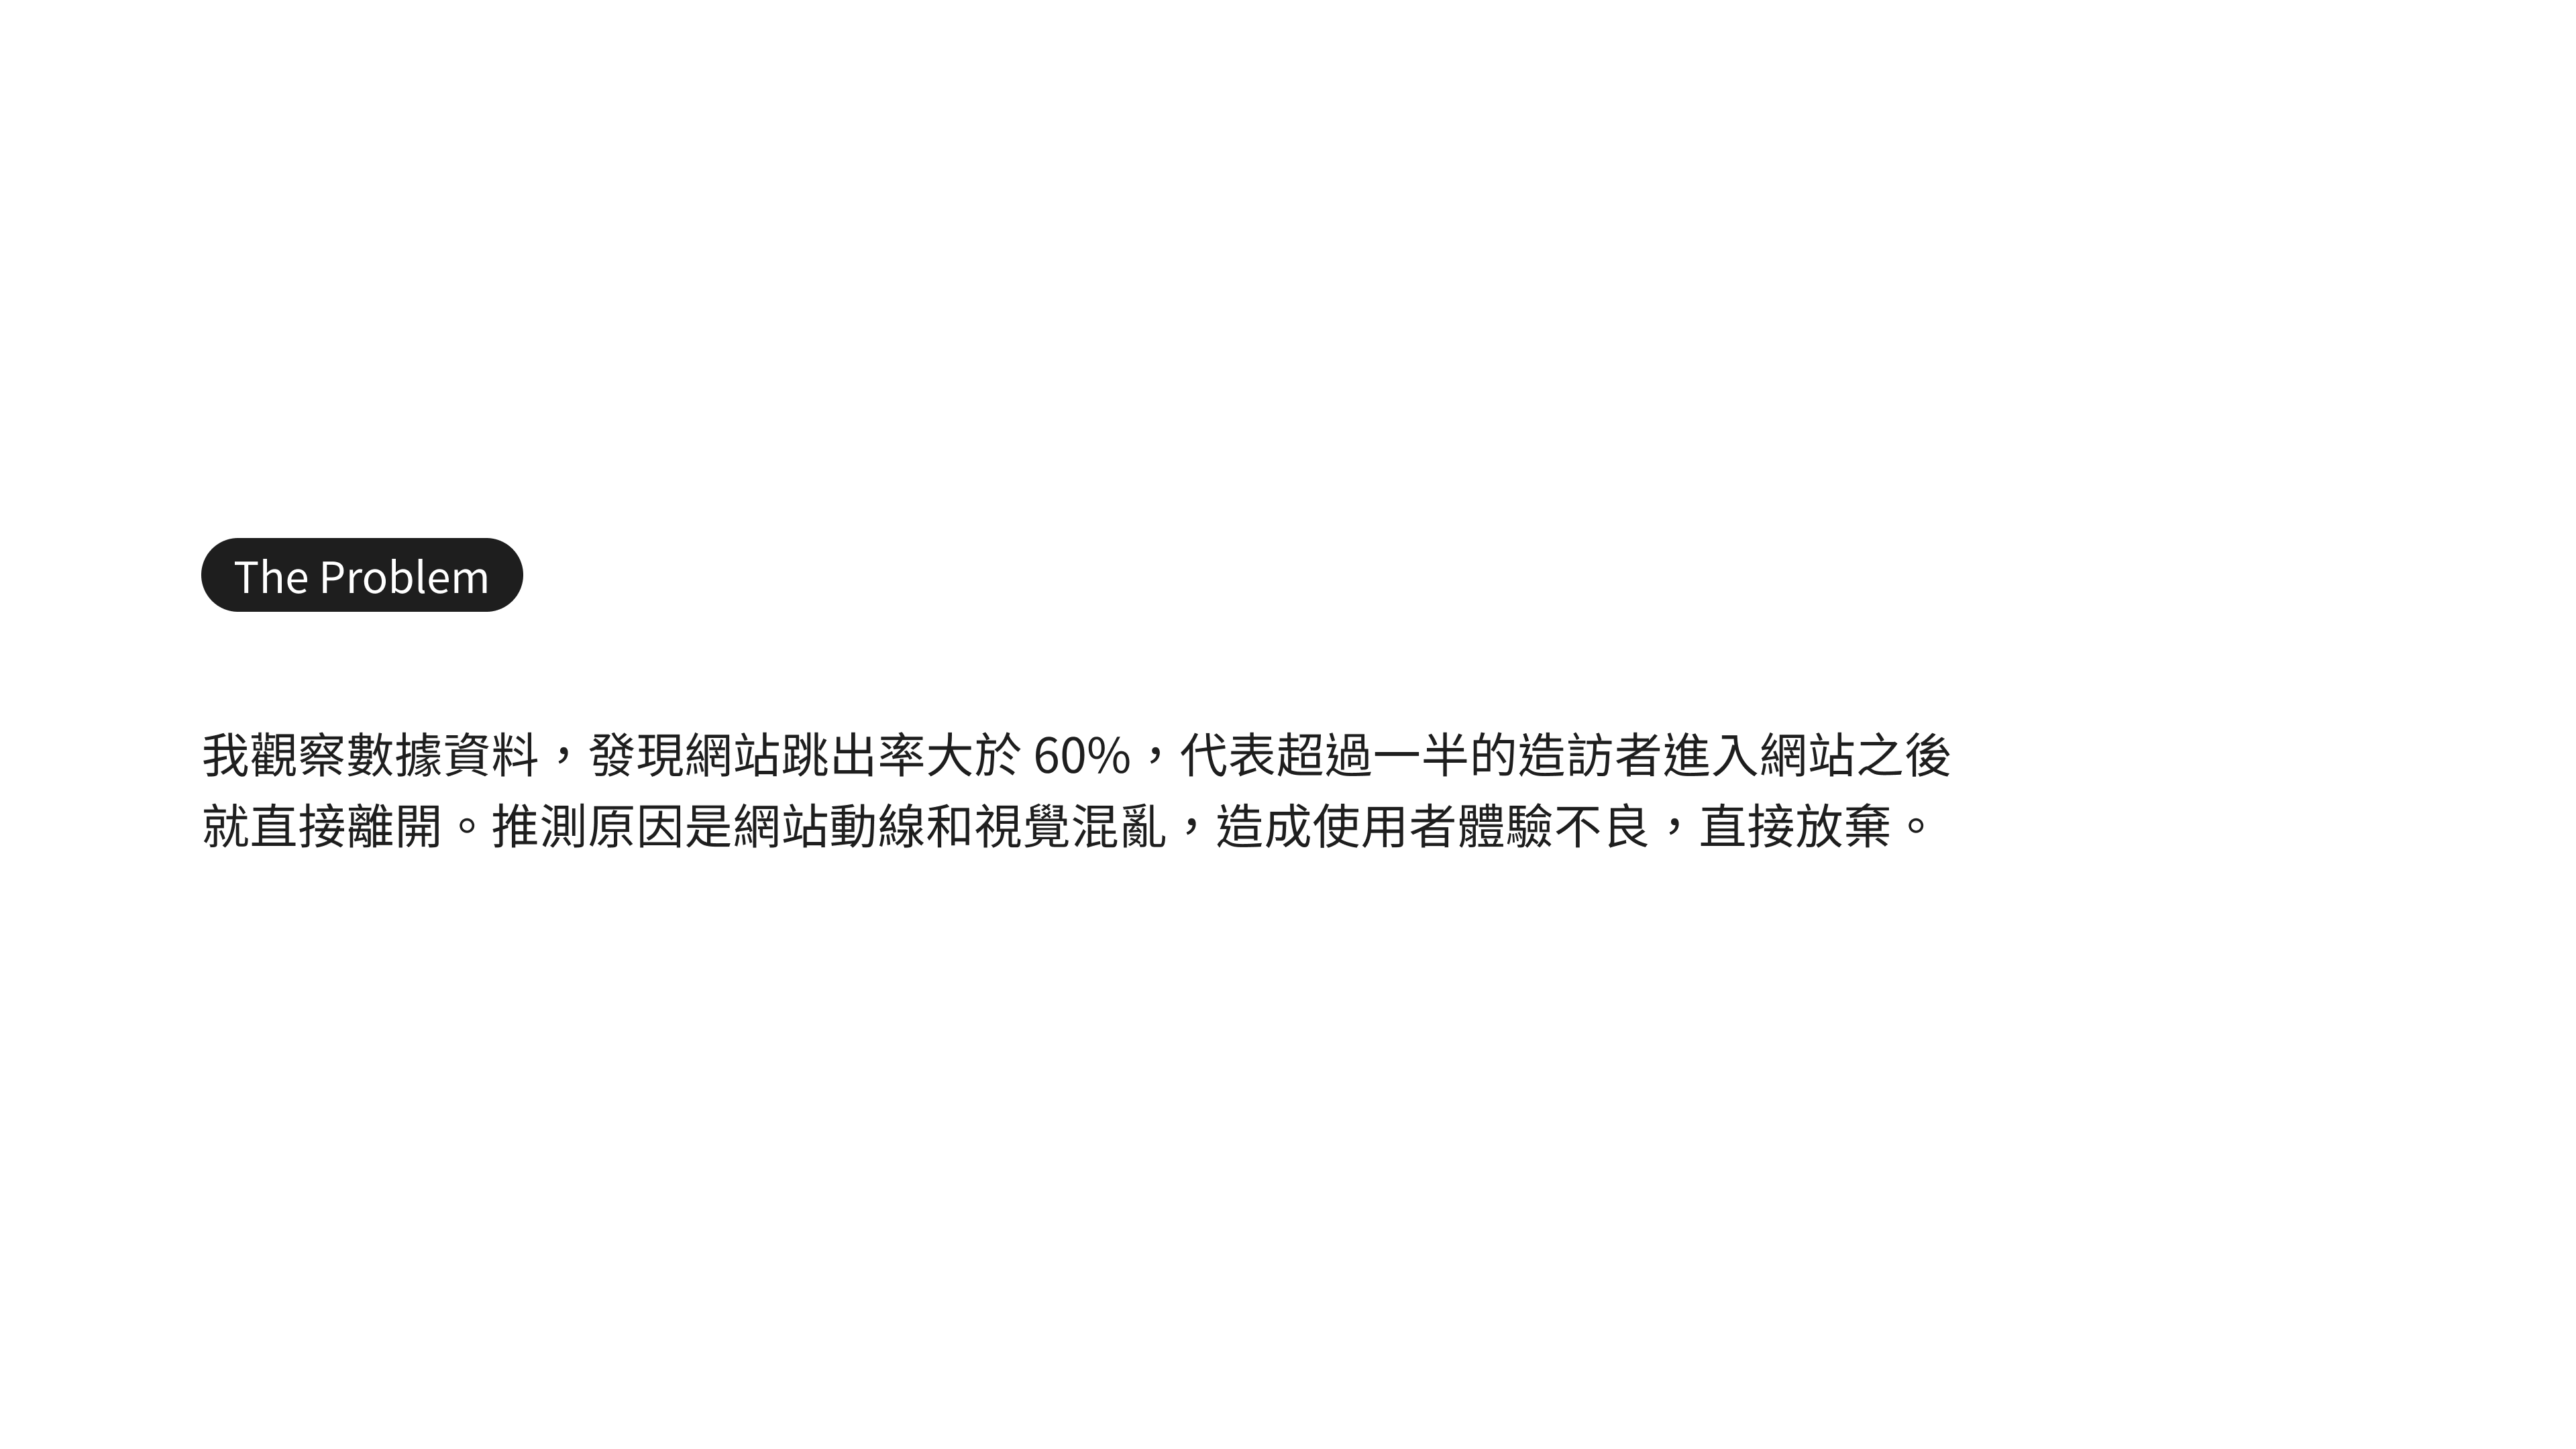 The Problem
我觀察數據資料，發現網站跳出率大於 60%，代表超過一半的造訪者進入網站之後
就直接離開。推測原因是網站動線和視覺混亂，造成使用者體驗不良，直接放棄。